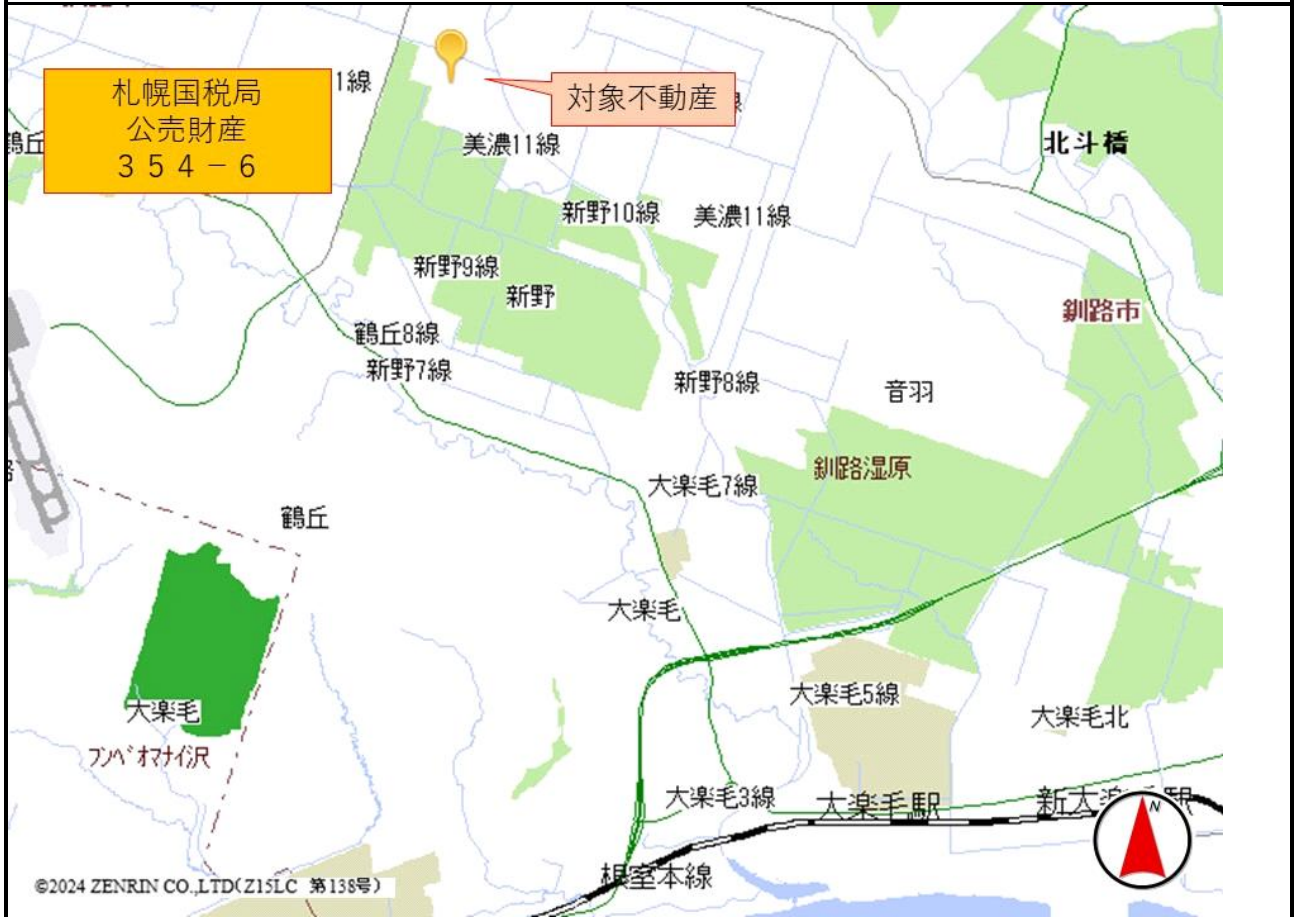 札幌国税局
公売財産
３５４－６
1線
対象不動産
美濃11線
北斗橋
鶴丘
新野10線
美濃11線
新野9線
新野
釧路市
鶴丘8線
新野7線
新野8線
音羽
釧路湿原
大楽毛7線
鶴丘
大楽毛
大楽毛5線
大楽毛
大楽毛北
フンベオマナイ沢
大楽毛3線
大楽毛駅
新大楽毛駅
N
根室本線
©2024 ZENRIN CO.,LTD(Z15LC 第138号)